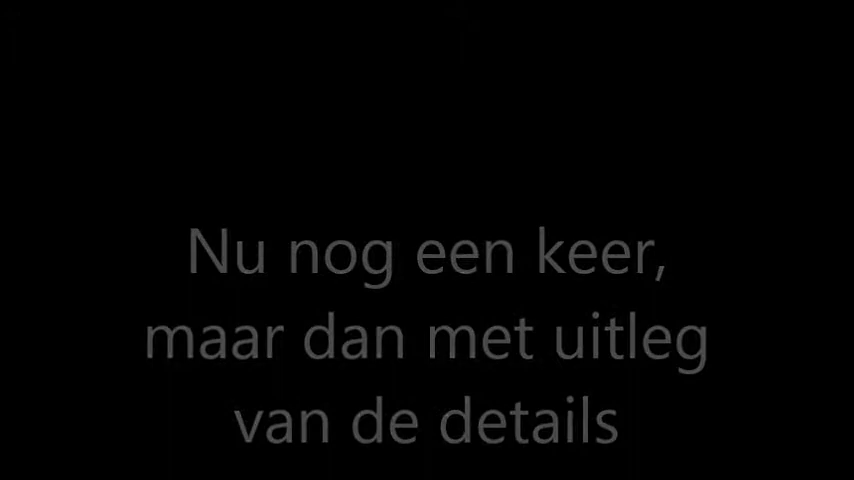 Nu nog een keer,
maar dan met uitleg
van de details